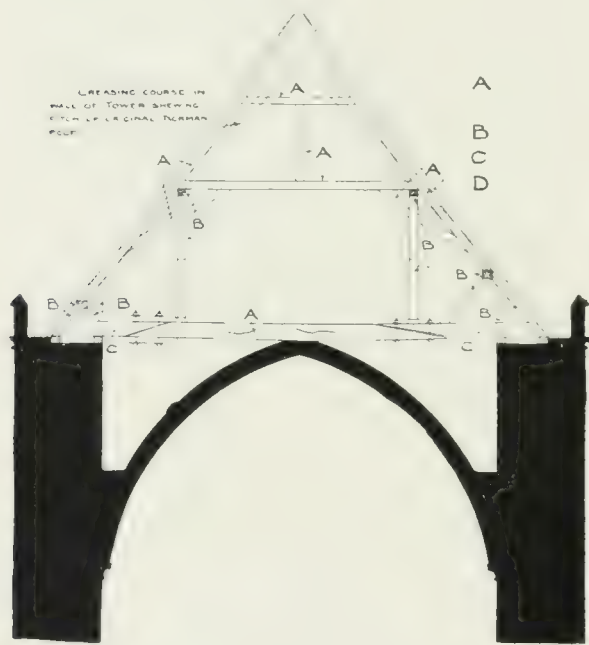 CREASING COURSE IN
WALL OF TOWER SHEWING
PITCH OF ORIGINAL NORMAN
ROOF
A
A
A
A
A
B
B
B
B
B
B
A
C
C
A
B
C
D